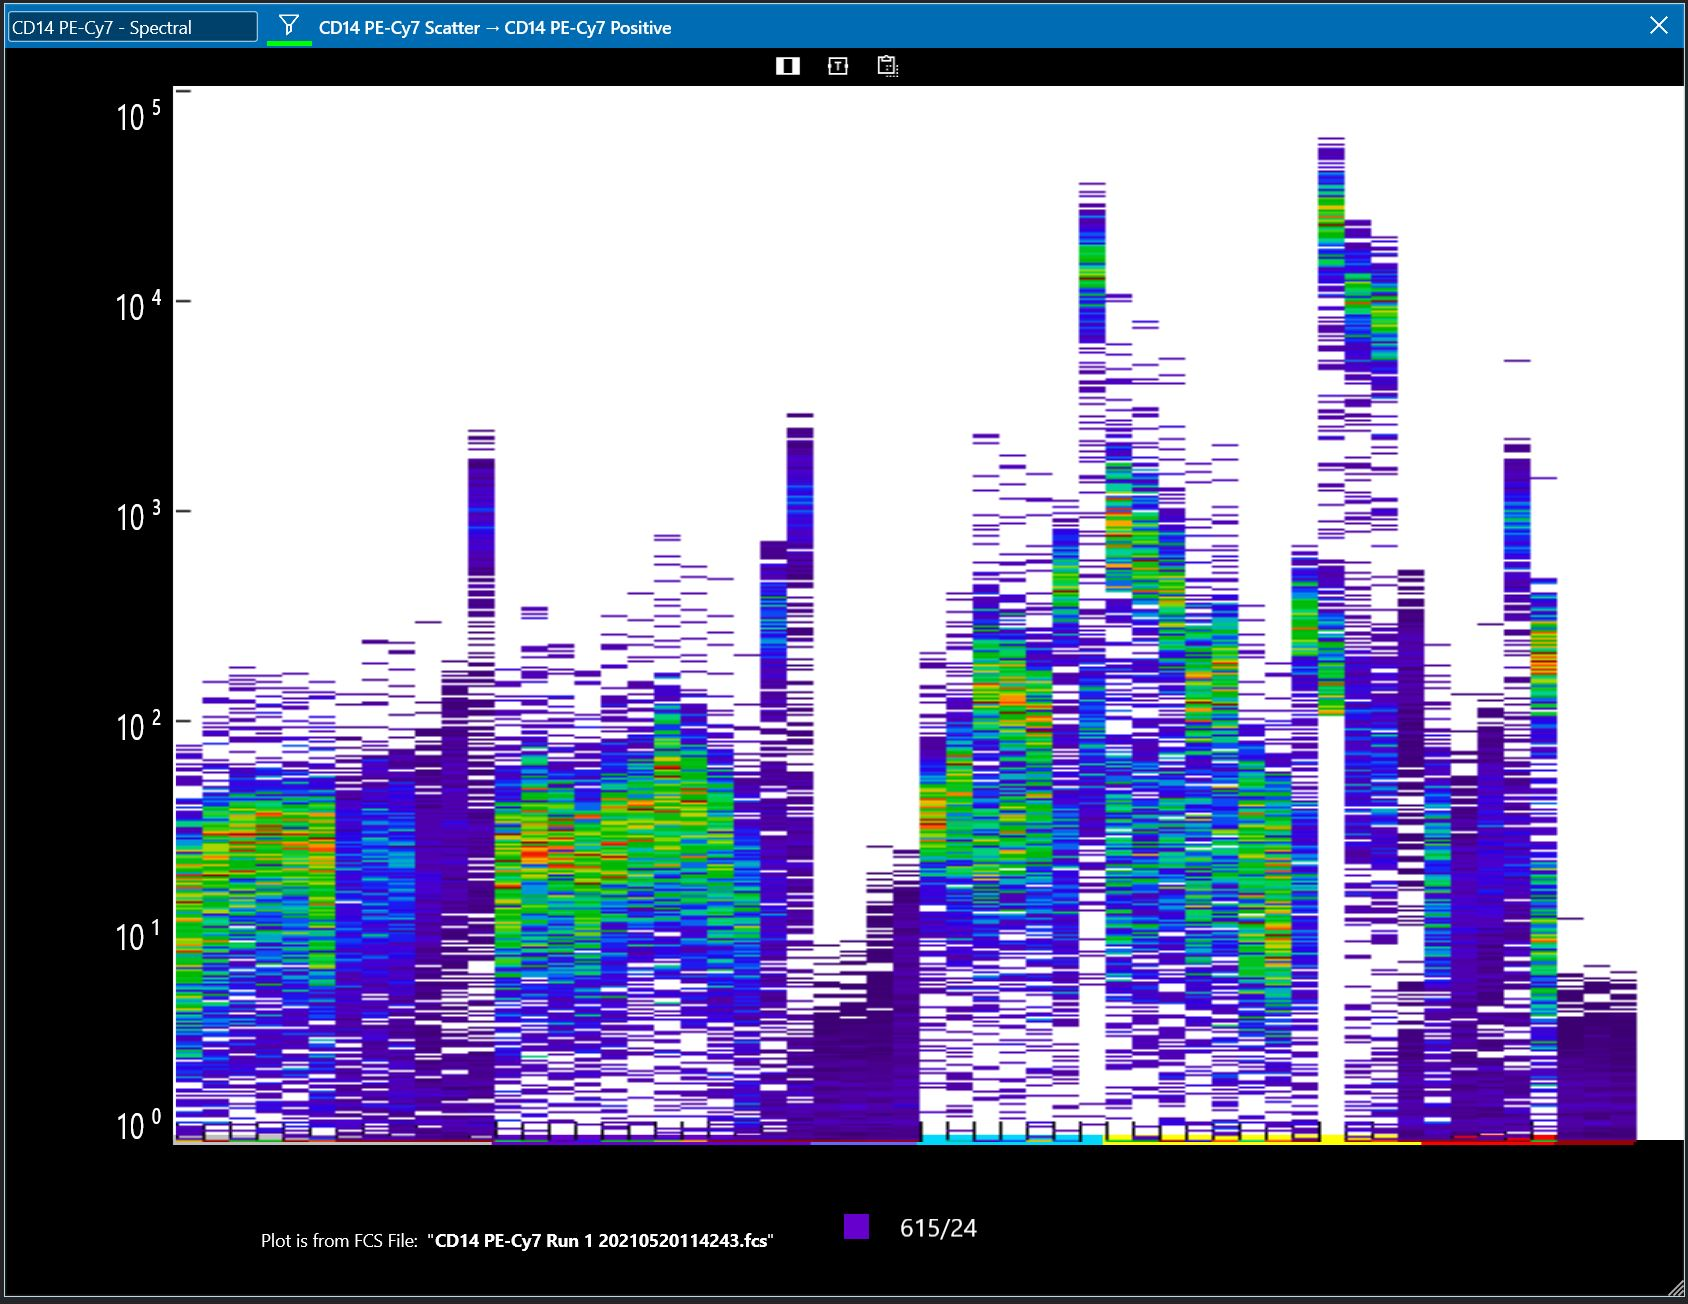 CD14 PE-Cy7 - Spectral
CD14 PE-Cy7 Scatter → CD14 PE-Cy7 Positive
T
10 5
10 4
10 3
10 2
10 1
10 0
Plot is from FCS File: "CD14 PE-Cy7 Run 1 20210520114243.fcs"
615/24